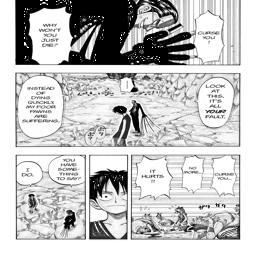 CURSE
YOU...
WHY
WON'T
YOU
JUST
DIE!!
LOOK
AT THIS,
IT'S
ALL
YOUR
FAULT.
INSTEAD
OF
DYING
QUICKLY
MY POOR
PAWNS
ARE
SUFFERING.
CURSE
YOU...
NO
MORE...
IT
HURTS
!!
YOU
HAVE
SOME-
THING
TO SAY?
I
DO.